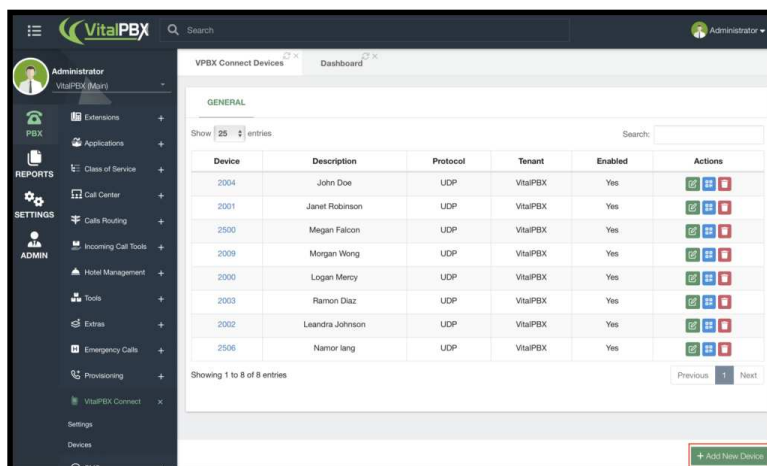 VitalPBX
Search
Administrator
Administrator
VitalPBX (Main)
VPBX Connect Devices
Dashboard
PBX
REPORTS
SETTINGS
ADMIN
Extensions
Applications
Class of Service
Call Center
Calls Routing
Incoming Call Tools
Hotel Management
Tools
Extras
Emergency Calls
Provisioning
VitalPBX Connect
Settings
Devices
GENERAL
Show 25 entries
Search:
Device Description Protocol Tenant Enabled Actions
2004 John Doe UDP VitalPBX Yes
2001 Janet Robinson UDP VitalPBX Yes
2500 Megan Falcon UDP VitalPBX Yes
2009 Morgan Wong UDP VitalPBX Yes
2000 Logan Mercy UDP VitalPBX Yes
2003 Ramon Diaz UDP VitalPBX Yes
2002 Leandra Johnson UDP VitalPBX Yes
2506 Namor lang UDP VitalPBX Yes
Showing 1 to 8 of 8 entries
Previous 1 Next
+ Add New Device